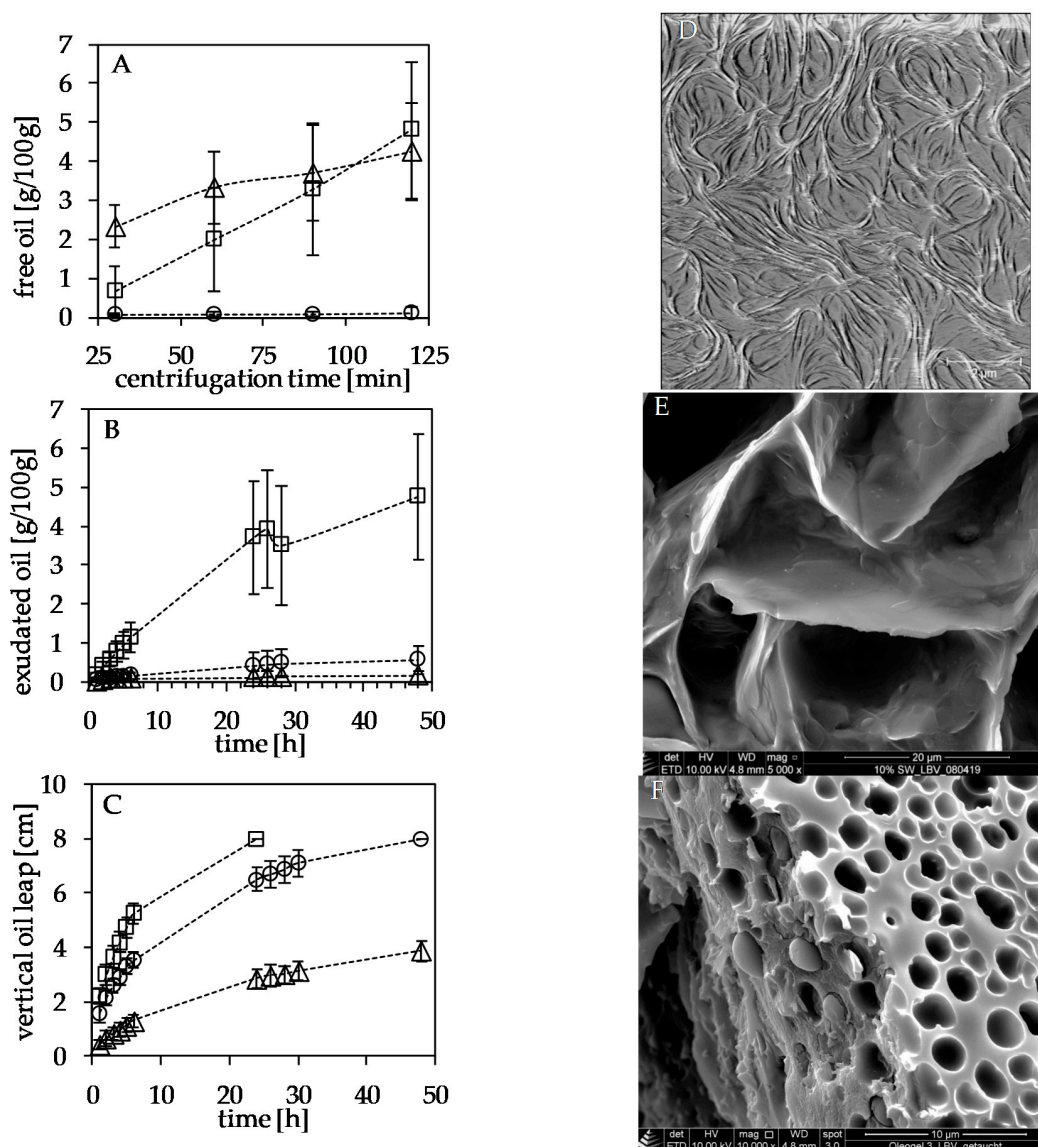 A
7
6
5
4
3
2
1
0
free oil [g/100g]
25 50 75 100 125
centrifugation time [min]
B
7
6
5
4
3
2
1
0
exudated oil [g/100g]
0 10 20 30 40 50
time [h]
C
10
8
6
4
2
0
vertical oil leap [cm]
0 10 20 30 40 50
time [h]
D
2 µm
E
det HV WD mag □ 20 µm
ETD 10.00 kV 4.8 mm 5 000 x 10% SW_LBV_080419
F
det HV mag □ WD spot 10 µm
ETD 10.00 kV 10 000 x 4.8 mm 3.0 Oleogel 3_LBV_getaucht